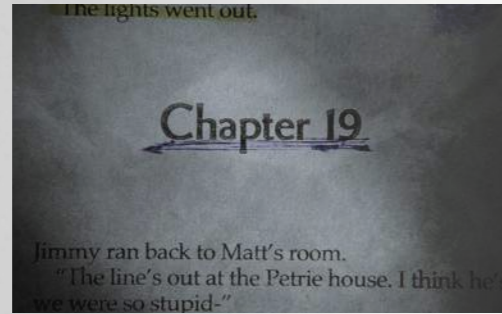 The lights went out.
Chapter 19
Jimmy ran back to Matt's room.
"The line's out at the Petrie house. I think he's
we were so stupid-"